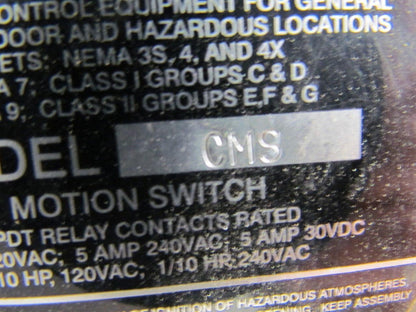 CONTROL EQUIPMENT FOR GENERAL
DOOR AND HAZARDOUS LOCATIONS
ETS: NEMA 3S, 4, AND 4X
A 7; CLASS I GROUPS C & D
9; CLASS II GROUPS E, F & G
DEL CMS
MOTION SWITCH
PDT RELAY CONTACTS RATED
20VAC; 5 AMP 240VAC; 5 AMP 30VDC
10 HP, 120VAC; 1/10 HP, 240VAC
IGNITION OF HAZARDOUS ATMOSPHERES
KEEP ASSEMBLY